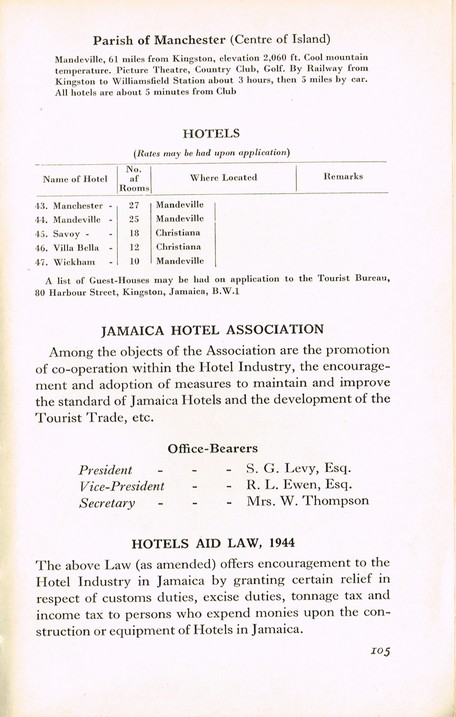 Parish of Manchester (Centre of Island)
Mandeville, 61 miles from Kingston, elevation 2,060 ft. Cool mountain
temperature. Picture Theatre, Country Club, Golf. By Railway from
Kingston to Williamsfield Station about 3 hours, then 5 miles by car.
All hotels are about 5 minutes from Club
HOTELS
(Rates may be had upon application)
Name of Hotel No. af Rooms Where Located Remarks
43. Manchester - 27 Mandeville
44. Mandeville - 25 Mandeville
45. Savoy - - 18 Christiana
46. Villa Bella - 12 Christiana
47. Wickham - 10 Mandeville
A list of Guest-Houses may be had on application to the Tourist Bureau,
80 Harbour Street, Kingston, Jamaica, B.W.I
JAMAICA HOTEL ASSOCIATION
Among the objects of the Association are the promotion
of co-operation within the Hotel Industry, the encourage-
ment and adoption of measures to maintain and improve
the standard of Jamaica Hotels and the development of the
Tourist Trade, etc.
Office-Bearers
President - - - S. G. Levy, Esq.
Vice-President - - R. L. Ewen, Esq.
Secretary - - - Mrs. W. Thompson
HOTELS AID LAW, 1944
The above Law (as amended) offers encouragement to the
Hotel Industry in Jamaica by granting certain relief in
respect of customs duties, excise duties, tonnage tax and
income tax to persons who expend monies upon the con-
struction or equipment of Hotels in Jamaica.
105